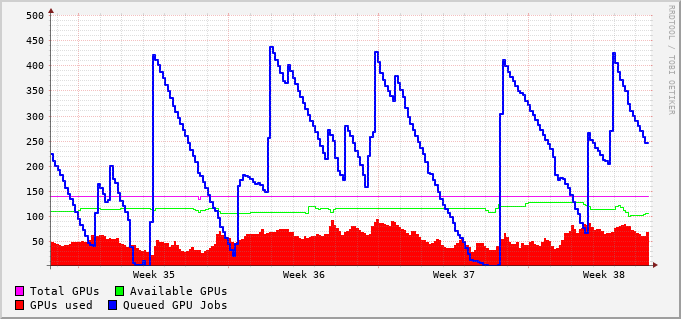 500
450
400
350
300
250
200
150
100
50
Week 35 Week 36 Week 37 Week 38
RRDTOOL / TOBI OETIKER
Total GPUs Available GPUs
GPUs used Queued GPU Jobs